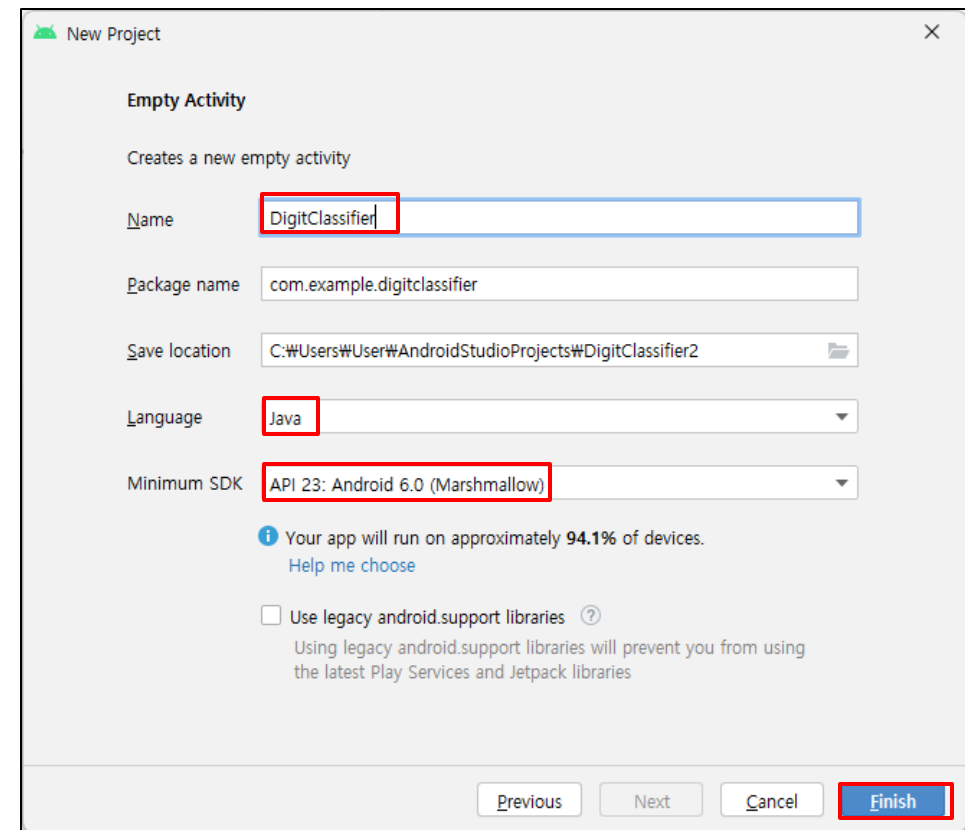 New Project
Empty Activity
Creates a new empty activity
Name DigitClassifier
Package name com.example.digitclassifier
Save location C:₩Users₩User₩AndroidStudioProjects₩DigitClassifier2
Language Java
Minimum SDK API 23: Android 6.0 (Marshmallow)
i Your app will run on approximately 94.1% of devices.
Help me choose
Use legacy android.support libraries ?
Using legacy android.support libraries will prevent you from using
the latest Play Services and Jetpack libraries
Previous Next Cancel Finish